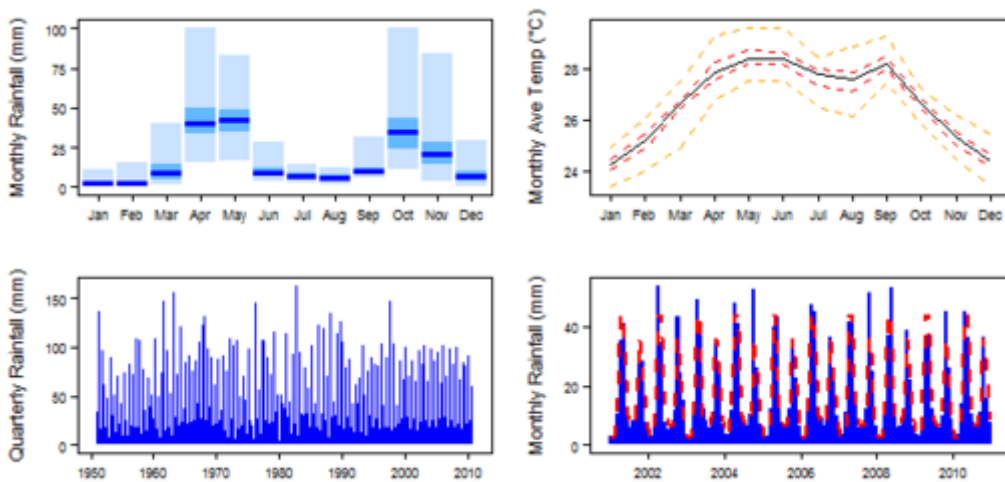 Monthly Rainfall (mm)
100
75
50
25
0
Jan Feb Mar Apr May Jun Jul Aug Sep Oct Nov Dec
Monthly Ave Temp (°C)
28
26
24
Jan Feb Mar Apr May Jun Jul Aug Sep Oct Nov Dec
Quarterly Rainfall (mm)
150
100
50
0
1950 1960 1970 1980 1990 2000 2010
Monthly Rainfall (mm)
40
20
0
2002 2004 2006 2008 2010